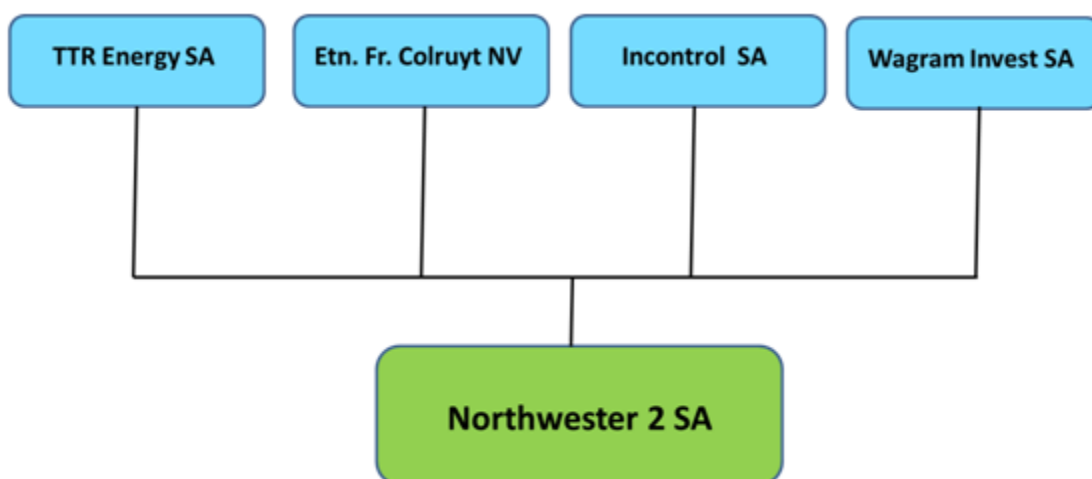 TTR Energy SA
Etn. Fr. Colruyt NV
Incontrol SA
Wagram Invest SA
Northwester 2 SA